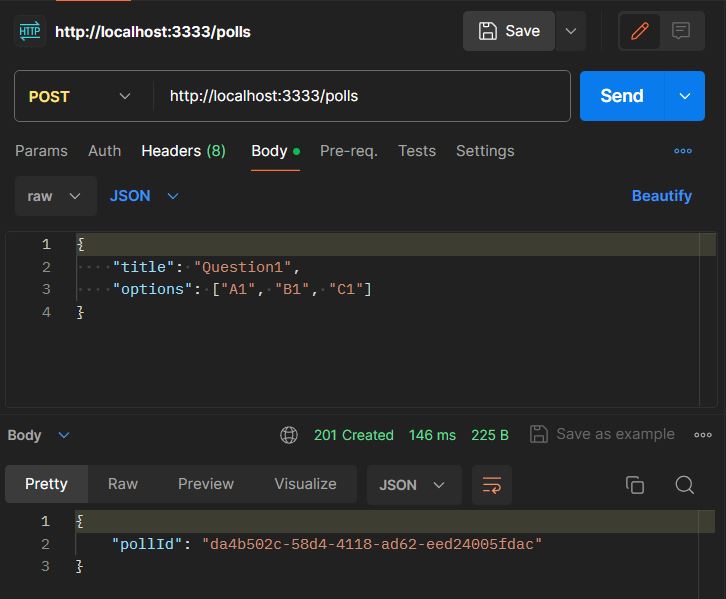 HTTP http://localhost:3333/polls Save
POST http://localhost:3333/polls Send
Params Auth Headers (8) Body Pre-req. Tests Settings
raw JSON Beautify
1 {
2 "title": "Question1",
3 "options": ["A1", "B1", "C1"]
4 }
Body 201 Created 146 ms 225 B Save as example
Pretty Raw Preview Visualize JSON
1 {
2 "pollId": "da4b502c-58d4-4118-ad62-eed24005fdac"
3 }